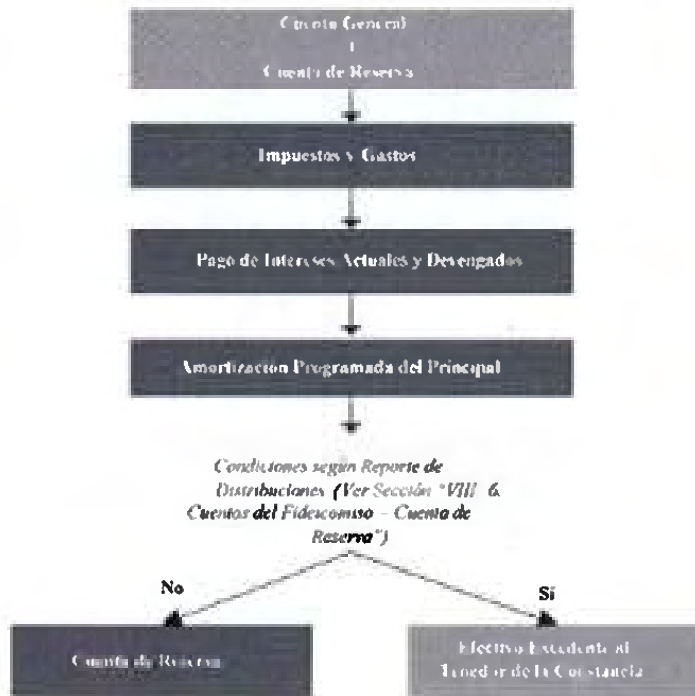 Cuenta General
+
Cuenta de Reserva
Impuestos y Gastos
Pago de Intereses Actuales y Devengados
Amortización Programada del Principal
Condiciones según Reporte de
Distribuciones (Ver Sección "VIII 6.
Cuentas del Fideicomiso – Cuenta de
Reserva")
No
Sí
Cuenta de Reserva
Efectivo Excedente al
Tenedor de la Constancia